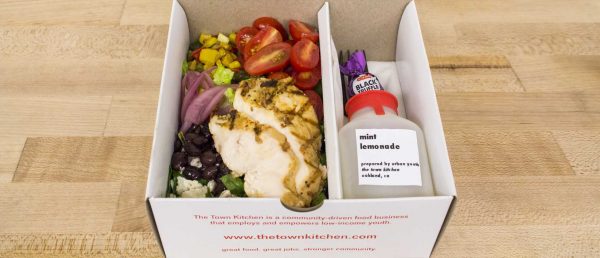 BLACK
TRUFFLE
mint
lemonade
prepared by urban youth
the town kitchen
oakland, ca
The Town Kitchen is a community-driven food business
that employs and empowers low-income youth
www.thetownkitchen.com
great food. great jobs. stronger community.